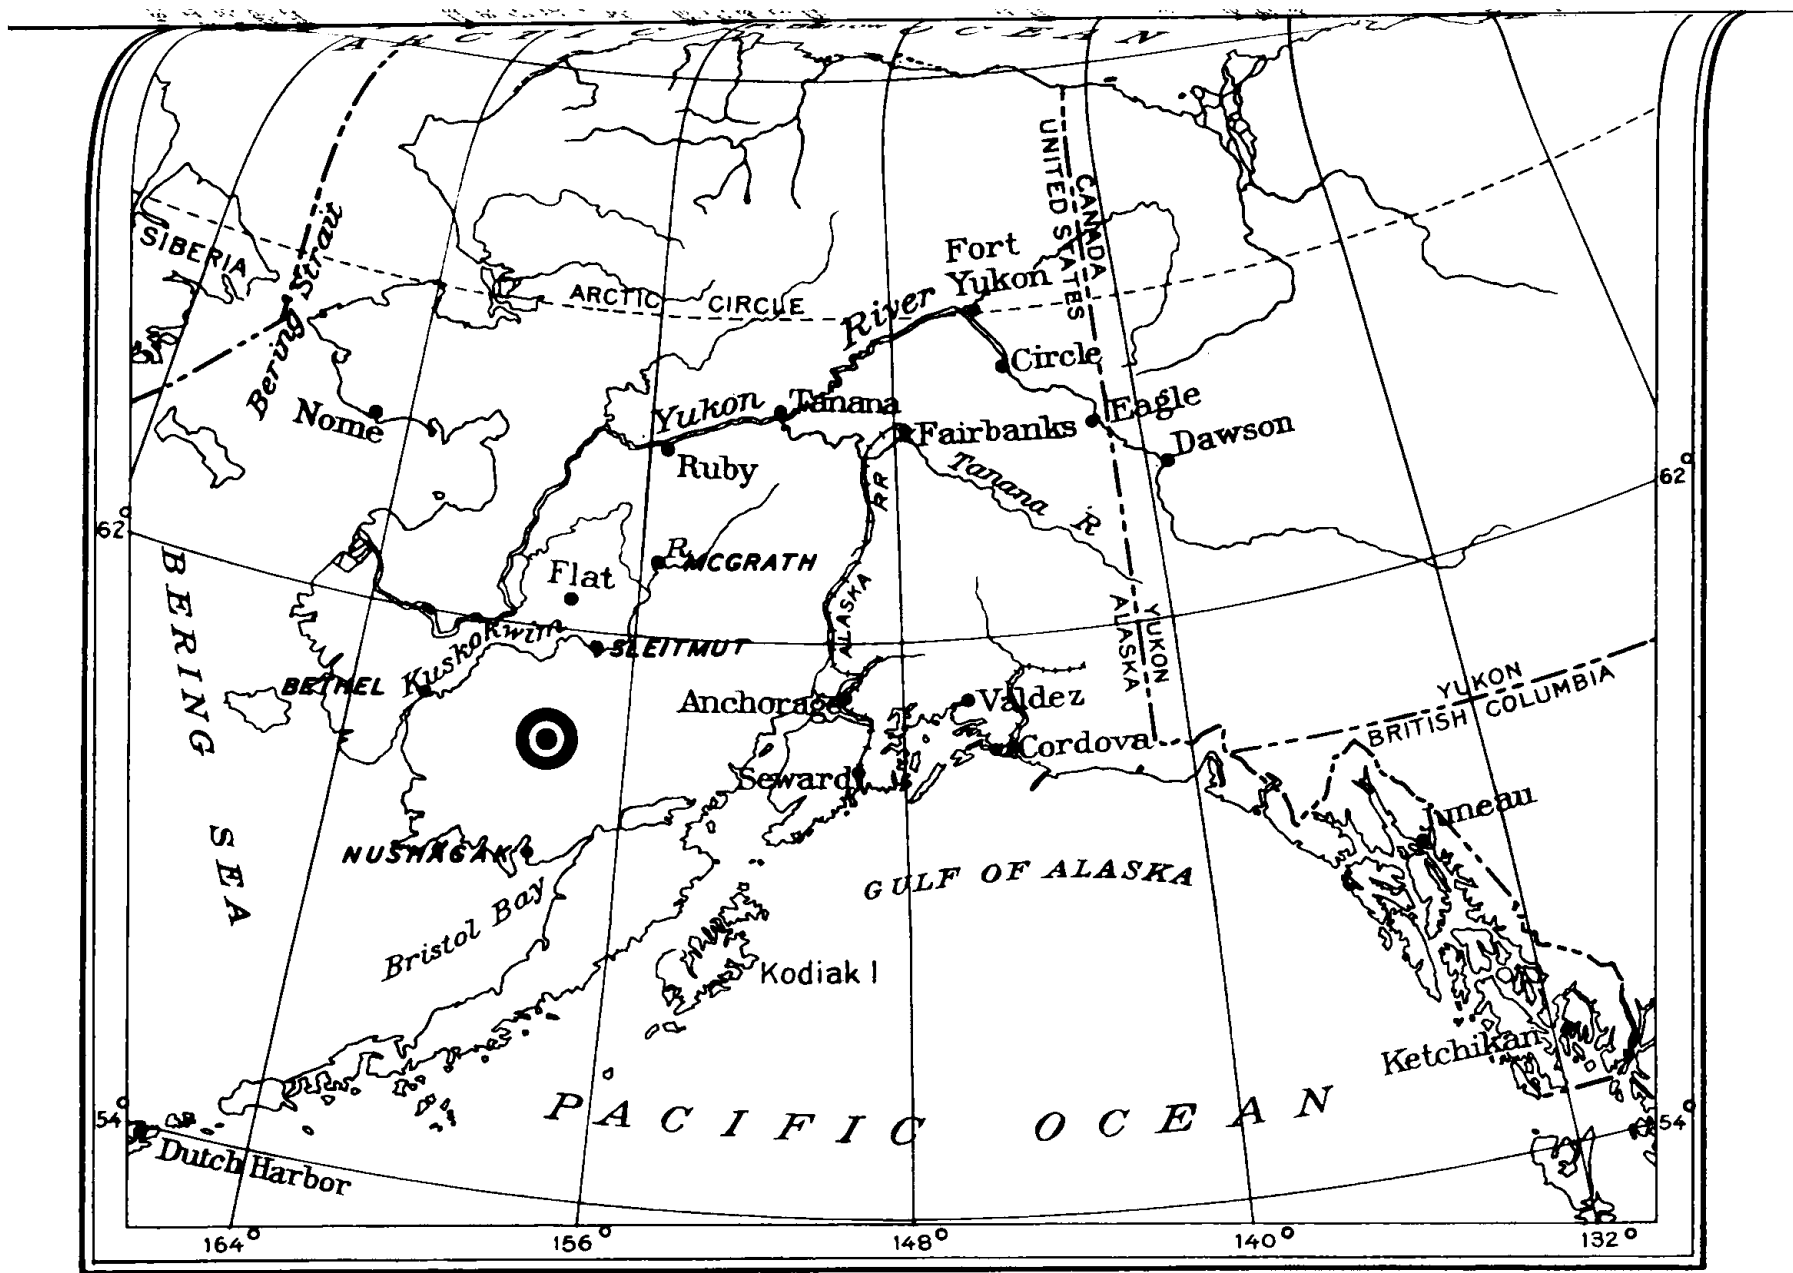 ARCTIC OCEAN
SIBERIA
Bering Strait
UNITED STATES
CANADA
Fort
Yukon
ARCTIC CIRCLE
Yukon River
Circle
Nome
Tanana
Eagle
Fairbanks
Dawson
Ruby
Tanana R
RR
62°
62°
R.
MCGRATH
Flat
ALASKA
ALASKA
YUKON
Kuskokwim
SLEITMUT
BETHEL
BERING SEA
Anchorage
Valdez
YUKON
BRITISH COLUMBIA
Cordova
Seward
Juneau
NUSHAGAK
GULF OF ALASKA
Bristol Bay
Kodiak I
Ketchikan
PACIFIC OCEAN
54°
54°
Dutch Harbor
164° 156° 148° 140° 132°